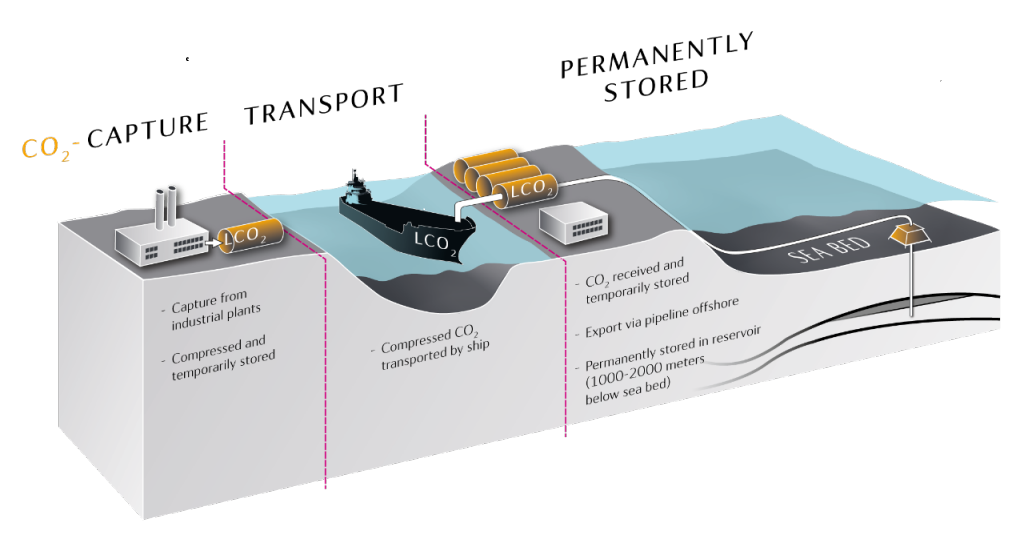 CO₂- CAPTURE
TRANSPORT
PERMANENTLY
STORED
LCO₂
LCO₂
LCO₂
SEA BED
- Capture from
industrial plants
- Compressed and
temporarily stored
- Compressed CO₂
transported by ship
- CO₂ received and
temporarily stored
- Export via pipeline offshore
- Permanently stored in reservoir
(1000-2000 meters
below sea bed)